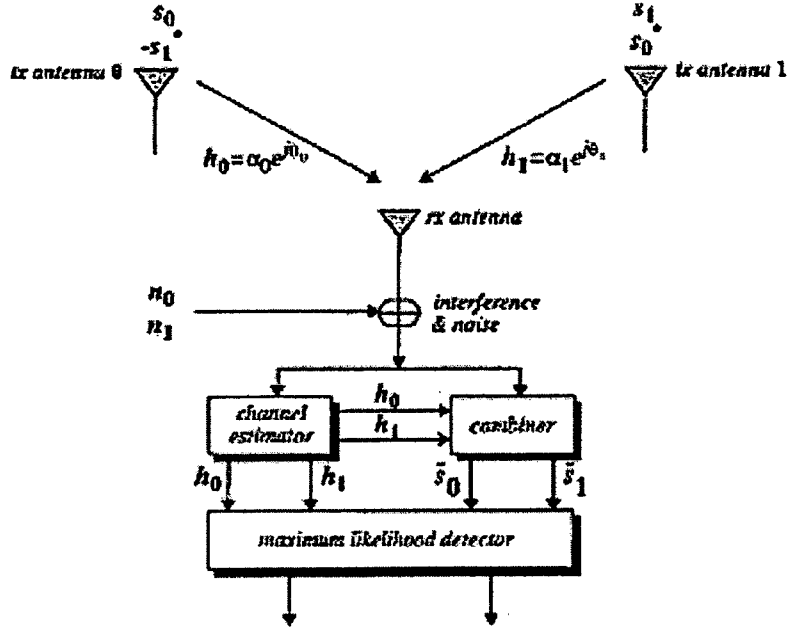 s₀
s₁
-s₁*
s₀*
tx antenna 0
tx antenna 1
h₀=α₀e^jθ₀
h₁=α₁e^jθ₁
rx antenna
n₀
n₁
interference
& noise
channel
estimator
h₀
h₁
combiner
h₀
h₁
s̃₀
s̃₁
maximum likelihood detector